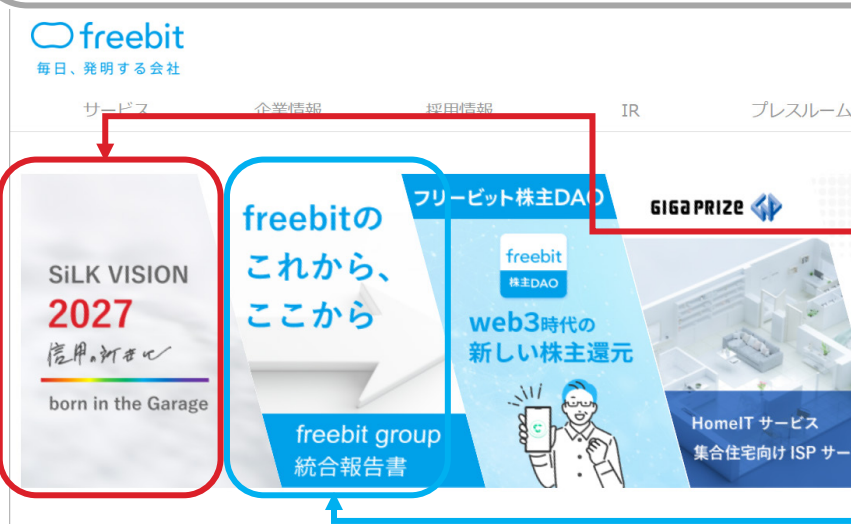 freebit
毎日、発明する会社
サービス
企業情報
採用情報
IR
プレスルーム
SiLK VISION
2027
born in the Garage
freebitの
これから、
ここから
freebit group
統合報告書
フリービット株主DAO
freebit
株主DAO
web3時代の
新しい株主還元
GIGA PRIZE
HomeIT サービス
集合住宅向け ISP サー